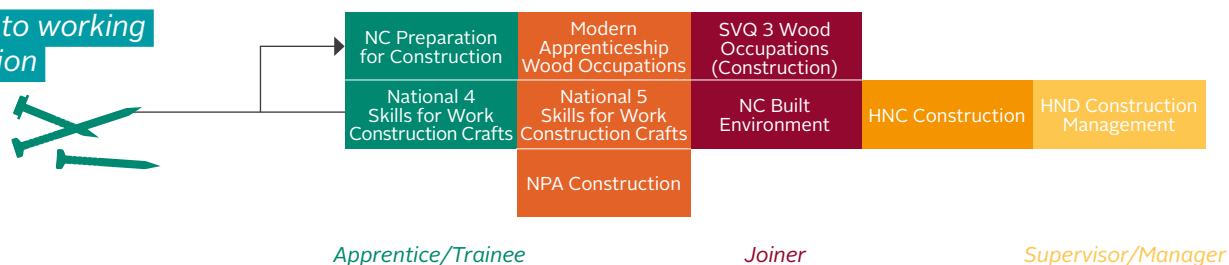 to working
ion
NC Preparation
for Construction
Modern
Apprenticeship
Wood Occupations
SVQ 3 Wood
Occupations
(Construction)
National 4
Skills for Work
Construction Crafts
National 5
Skills for Work
Construction Crafts
NC Built
Environment
HNC Construction
HND Construction
Management
NPA Construction
Apprentice/Trainee
Joiner
Supervisor/Manager